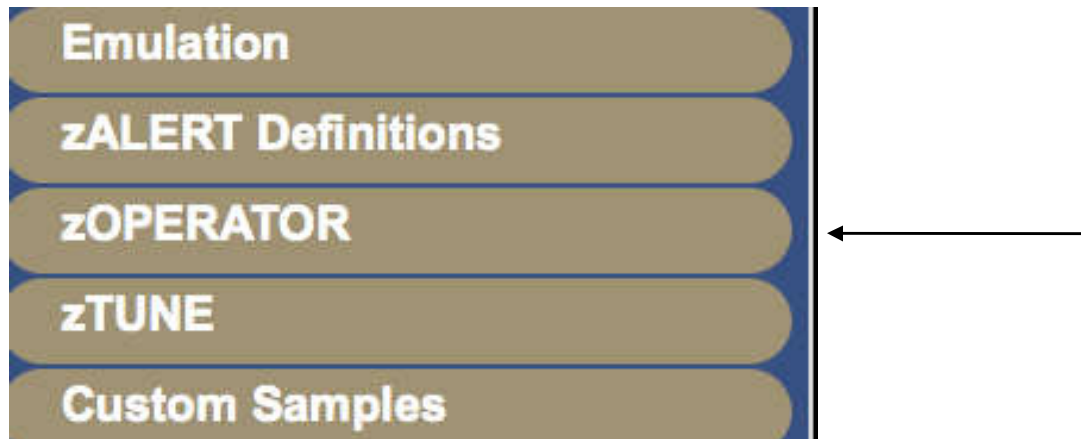 Emulation
zALERT Definitions
zOPERATOR
zTUNE
Custom Samples